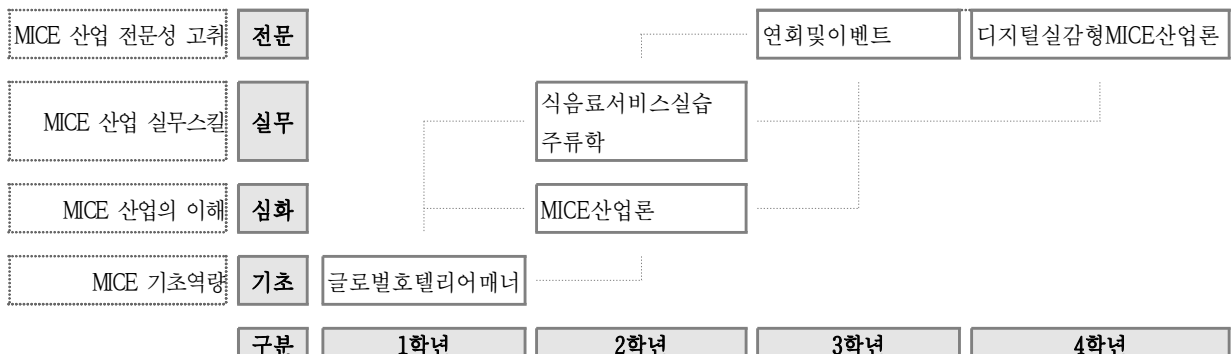 MICE 산업 전문성 고취 전문 연회및이벤트 디지털실감형MICE산업론
MICE 산업 실무스킬 실무 식음료서비스실습
주류학
MICE 산업의 이해 심화 MICE산업론
MICE 기초역량 기초 글로벌호텔리어매너
구분 1학년 2학년 3학년 4학년